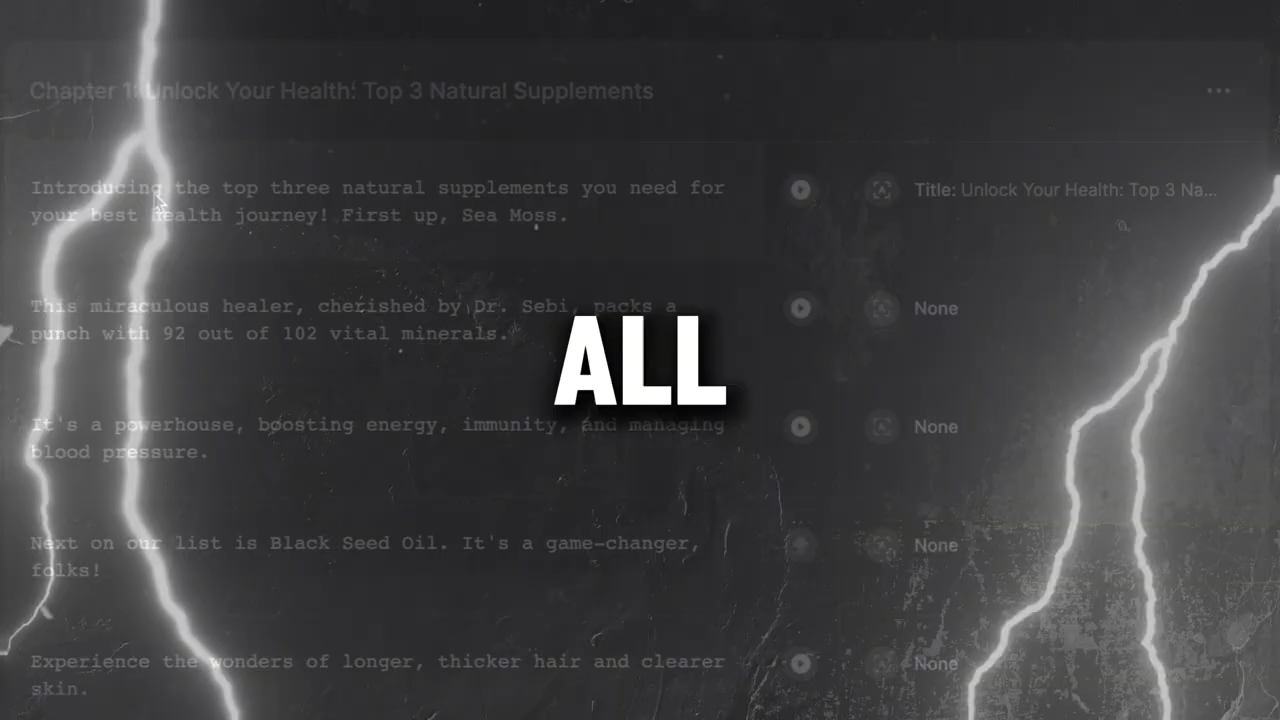 Chapter 1: Unlock Your Health: Top 3 Natural Supplements
Introducing the top three natural supplements you need for
your best health journey! First up, Sea Moss.
Title: Unlock Your Health: Top 3 Na...
This miraculous healer, cherished by Dr. Sebi, packs a
punch with 92 out of 102 vital minerals.
None
ALL
It's a powerhouse, boosting energy, immunity, and managing
blood pressure.
None
Next on our list is Black Seed Oil. It's a game-changer,
folks!
None
Experience the wonders of longer, thicker hair and clearer
skin.
None